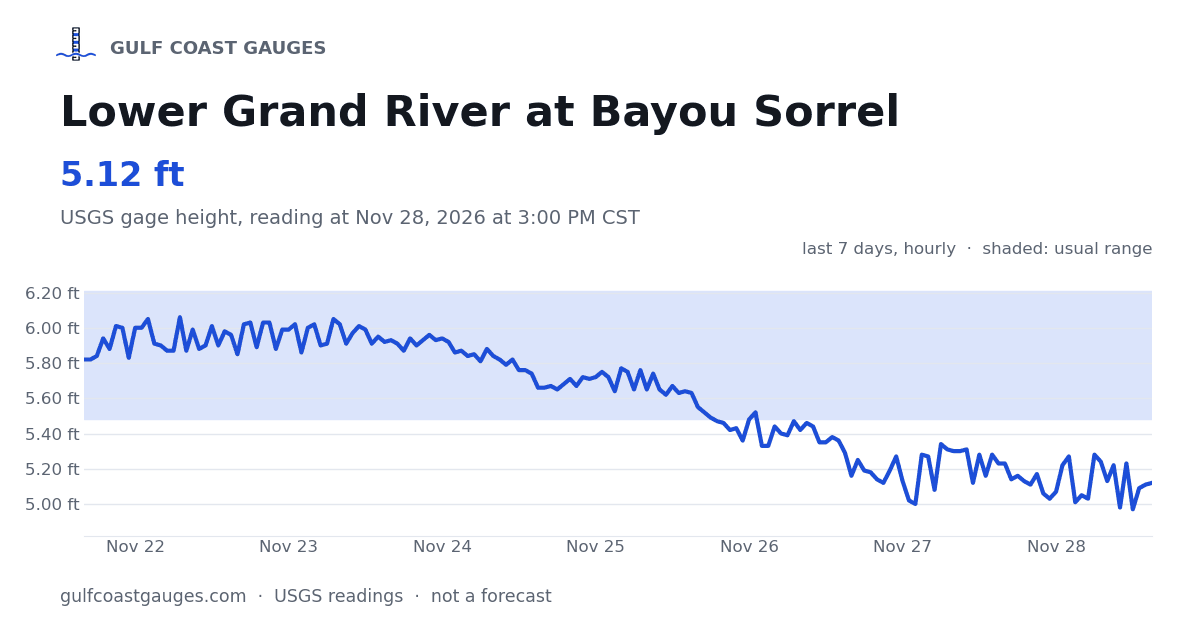 GULF COAST GAUGES
Lower Grand River at Bayou Sorrel
5.12 ft
USGS gage height, reading at Nov 28, 2026 at 3:00 PM CST
last 7 days, hourly · shaded: usual range
6.20 ft
6.00 ft
5.80 ft
5.60 ft
5.40 ft
5.20 ft
5.00 ft
Nov 22 Nov 23 Nov 24 Nov 25 Nov 26 Nov 27 Nov 28
gulfcoastgauges.com · USGS readings · not a forecast